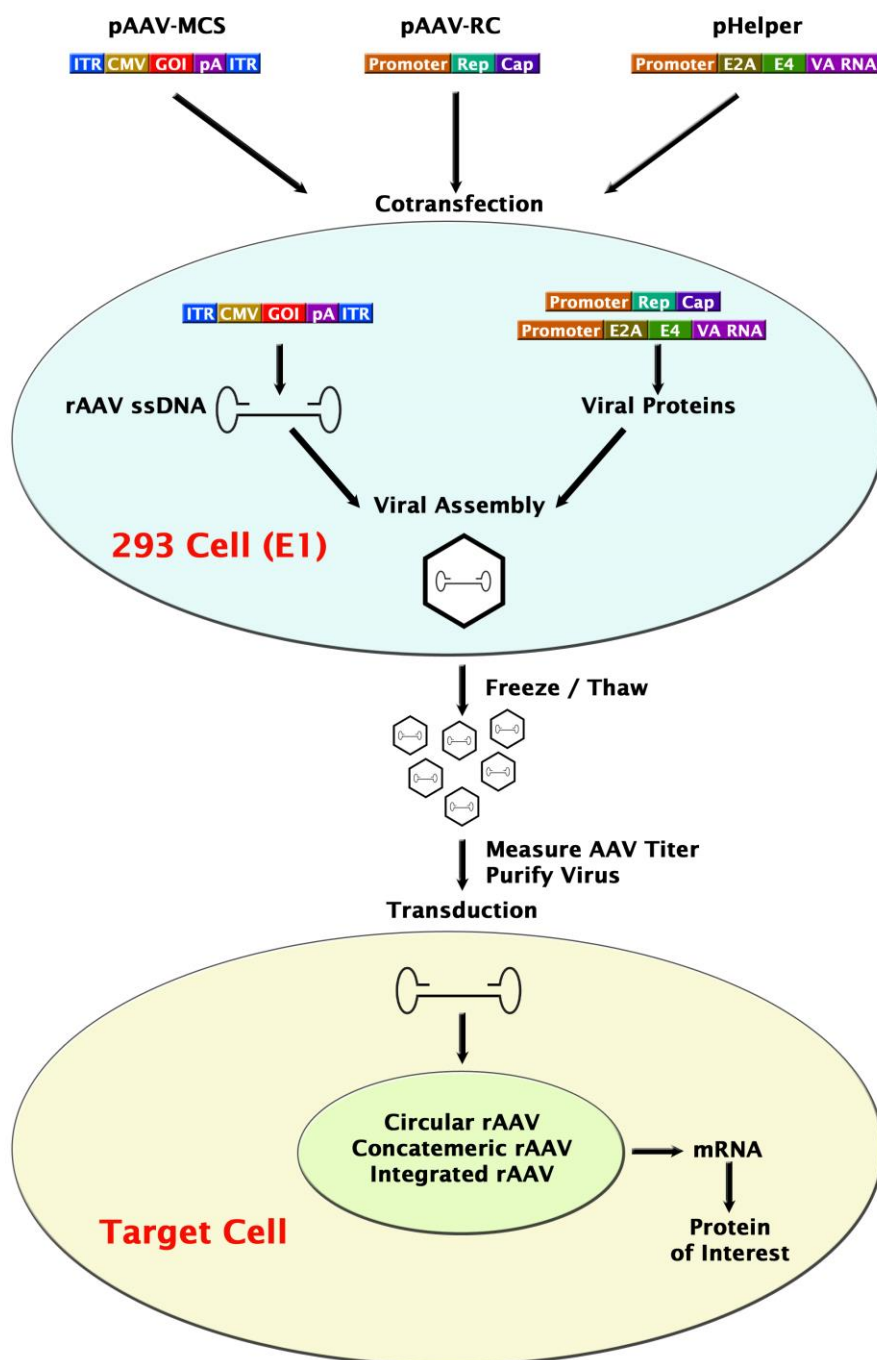 pAAV-MCS
pAAV-RC
pHelper
ITR CMV GOI pA ITR
Promoter Rep Cap
Promoter E2A E4 VA RNA
Cotransfection
ITR CMV GOI pA ITR
Promoter Rep Cap
Promoter E2A E4 VA RNA
rAAV ssDNA
Viral Proteins
Viral Assembly
293 Cell (E1)
Freeze / Thaw
Measure AAV Titer
Purify Virus
Transduction
Circular rAAV
Concatemeric rAAV
Integrated rAAV
mRNA
Protein
of Interest
Target Cell